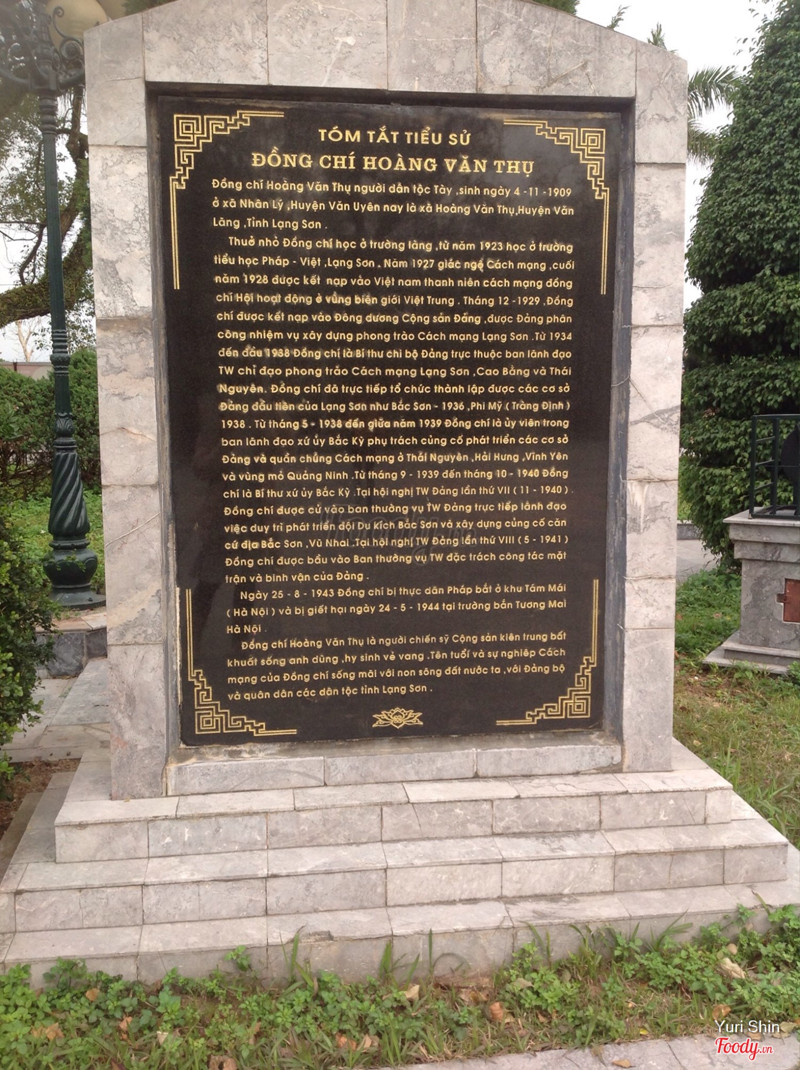 TÓM TẮT TIỂU SỬ
ĐỒNG CHÍ HOÀNG VĂN THỤ
Đồng chí Hoàng Văn Thụ người dân tộc Tày ,sinh ngày 4 -11 -1909
ở xã Nhân Lý ,Huyện Văn Uyên nay là xã Hoàng Văn Thụ,Huyện Văn
Lãng ,Tỉnh Lạng Sơn .
Thuở nhỏ Đồng chí học ở trường làng ,từ năm 1923 học ở trường
tiểu học Pháp - Việt ,Lạng Sơn . Năm 1927 giác ngộ Cách mạng ,cuối
năm 1928 được kết nạp vào Việt nam thanh niên cách mạng đồng
chí Hội hoạt động ở vùng biên giới Việt Trung . Tháng 12 -1929 .Đồng
chí được kết nạp vào Đông dương Cộng sản Đảng ,được Đảng phân
công nhiệm vụ xây dựng phong trào Cách mạng Lạng Sơn .Từ 1934
đến đầu 1938 Đồng chí là Bí thư chi bộ Đảng trực thuộc ban lãnh đạo
TW chỉ đạo phong trào Cách mạng Lạng Sơn ,Cao Bằng và Thái
Nguyên. Đồng chí đã trực tiếp tổ chức thành lập được các cơ sở
Đảng đầu tiên của Lạng Sơn như Bắc Sơn - 1936 ,Phi Mỹ ( Tràng Định )
1938 . Từ tháng 5 - 1938 đến giữa năm 1939 Đồng chí là ủy viên trong
ban lãnh đạo xứ ủy Bắc Kỳ phụ trách củng cố phát triển các cơ sở
Đảng và quần chúng Cách mạng ở Thái Nguyên ,Hải Hưng ,Vĩnh Yên
và vùng mỏ Quảng Ninh .Từ tháng 9 - 1939 đến tháng 10 - 1940 Đồng
chí là Bí thư xứ ủy Bắc Kỳ .Tại hội nghị TW Đảng lần thứ VII ( 11 - 1940 ) .
Đồng chí được cử vào ban thường vụ TW Đảng trực tiếp lãnh đạo
việc duy trì phát triển đội Du kích Bắc Sơn và xây dựng củng cố căn
cứ địa Bắc Sơn ,Vũ Nhai .Tại hội nghị TW Đảng lần thứ VIII ( 5 -1941 )
Đồng chí được bầu vào Ban thường vụ TW đặc trách công tác mặt
trận và binh vận của Đảng .
Ngày 25 - 8 - 1943 Đồng chí bị thực dân Pháp bắt ở khu Tám Mái
( Hà Nội ) và bị giết hại ngày 24 - 5 - 1944 tại trường bắn Tương Mai
Hà Nội .
Đồng chí Hoàng Văn Thụ là người chiến sỹ Cộng sản kiên trung bất
khuất sống anh dũng ,hy sinh vẻ vang .Tên tuổi và sự nghiệp Cách
mạng của Đồng chí sống mãi với non sông đất nước ta ,với Đảng bộ
và quân dân các dân tộc tỉnh Lạng Sơn .
Yuri Shin
Foody.vn